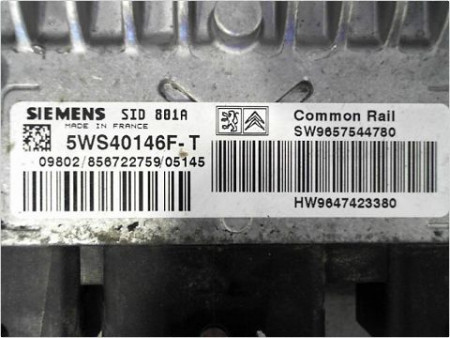 SIEMENS SID 801A
MADE IN FRANCE
5WS40146F-T
09802/856722759/05145
Common Rail
SW9657544780
HW9647423380